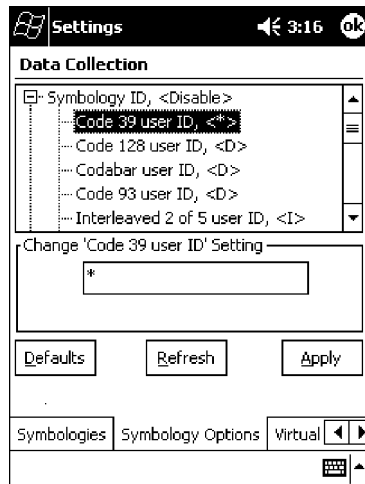 Settings 3:16 ok
Data Collection
Symbology ID, <Disable>
Code 39 user ID, <*>
Code 128 user ID, <D>
Codabar user ID, <D>
Code 93 user ID, <D>
Interleaved 2 of 5 user ID, <I>
Change 'Code 39 user ID' Setting
*
Defaults Refresh Apply
Symbologies Symbology Options Virtual